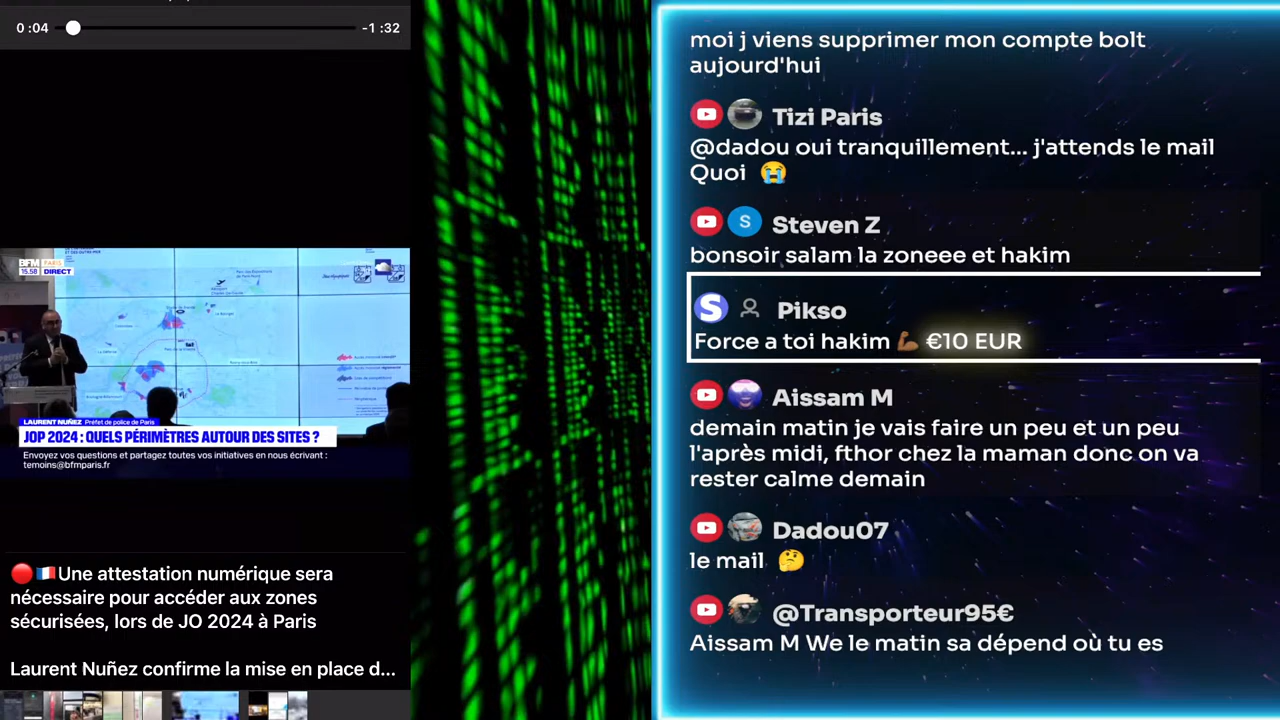 0:04
-1:32
BFM PARIS
15.58 DIRECT
LAURENT NUÑEZ Préfet de police de Paris
JOP 2024 : QUELS PÉRIMÈTRES AUTOUR DES SITES ?
Envoyez vos questions et partagez toutes vos initiatives en nous écrivant :
temoins@bfmparis.fr
🔴🇫🇷Une attestation numérique sera
nécessaire pour accéder aux zones
sécurisées, lors de JO 2024 à Paris
Laurent Nuñez confirme la mise en place d...
moi j viens supprimer mon compte bolt
aujourd'hui
Tizi Paris
@dadou oui tranquillement... j'attends le mail
Quoi 😭
S
Steven Z
bonsoir salam la zoneee et hakim
S
Pikso
Force a toi hakim 💪🏾 €10 EUR
Aissam M
demain matin je vais faire un peu et un peu
l'après midi, fthor chez la maman donc on va
rester calme demain
Dadou07
le mail 🤔
@Transporteur95€
Aissam M We le matin sa dépend où tu es